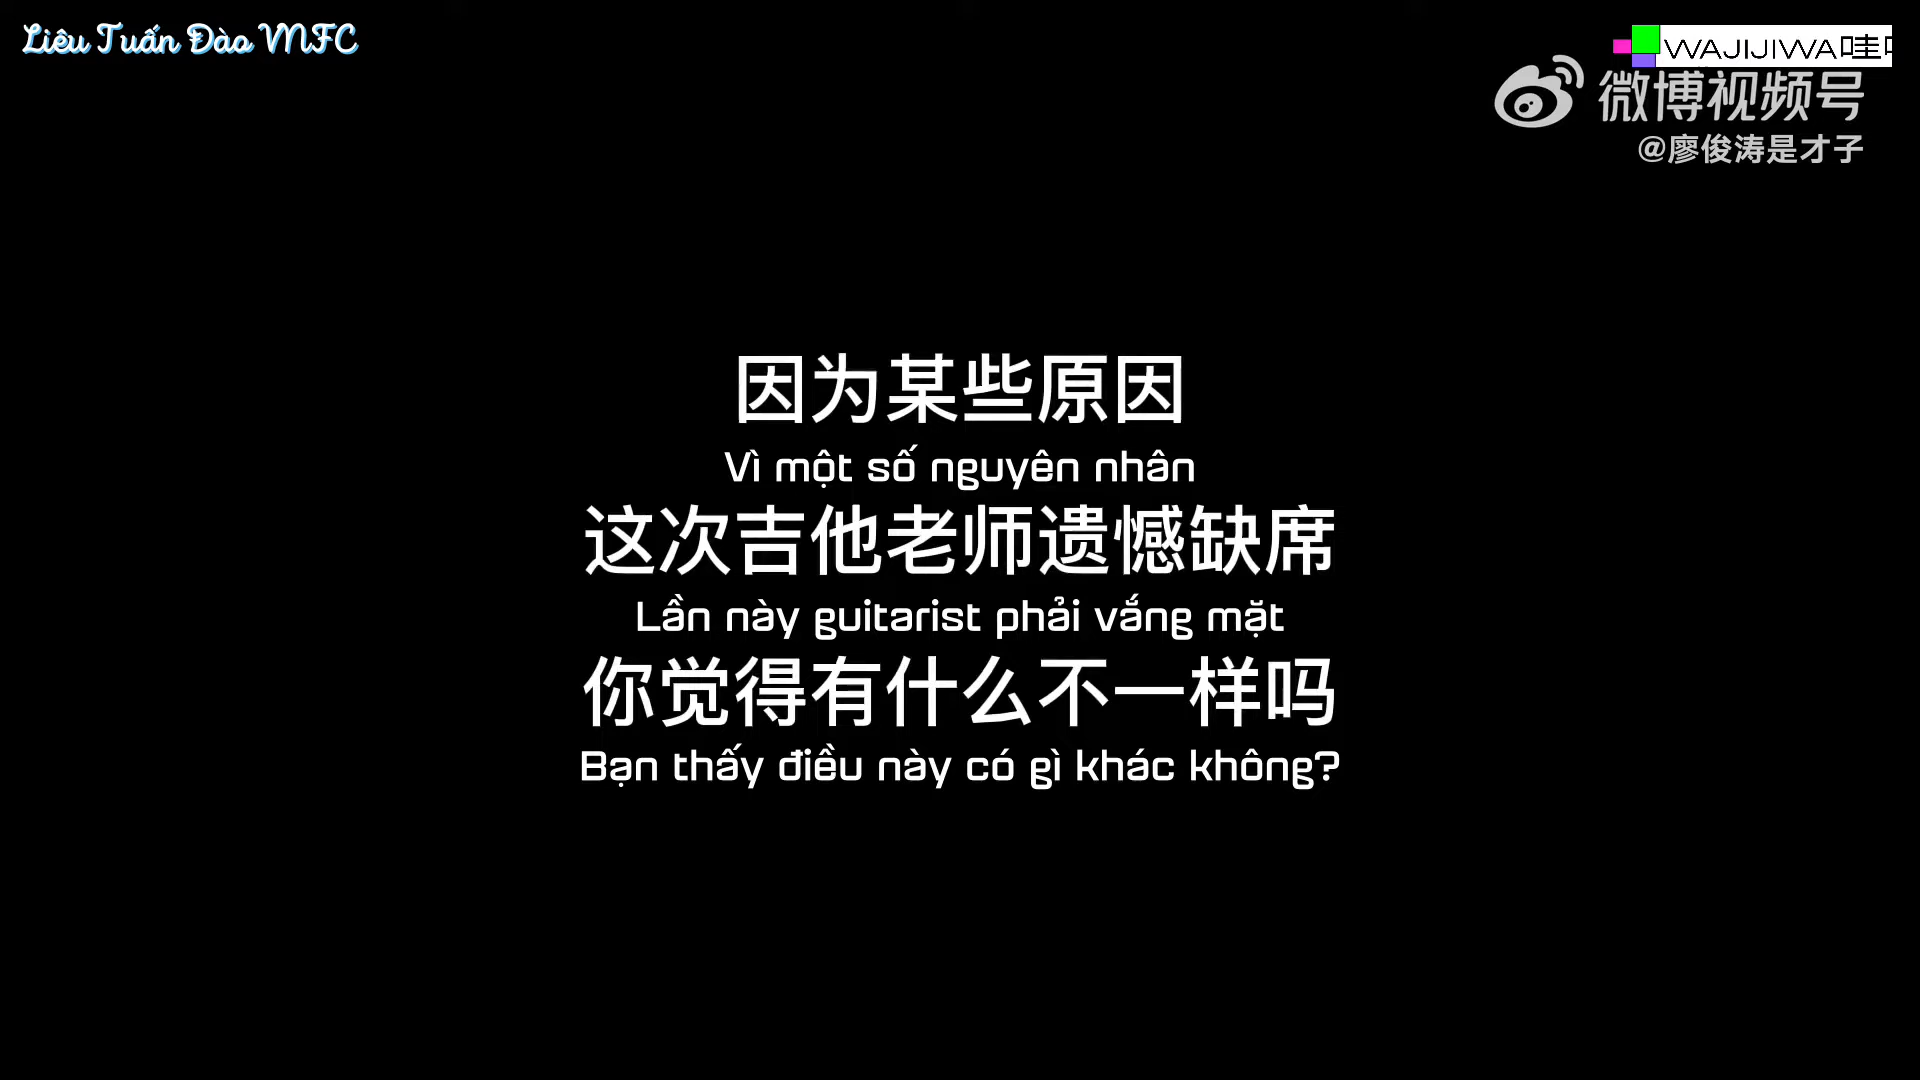 Liêu Tuấn Đào VMFC
WAJIJIWA哇
微博视频号
@廖俊涛是才子
因为某些原因
Vì một số nguyên nhân
这次吉他老师遗憾缺席
Lần này guitarist phải vắng mặt
你觉得有什么不一样吗
Bạn thấy điều này có gì khác không?